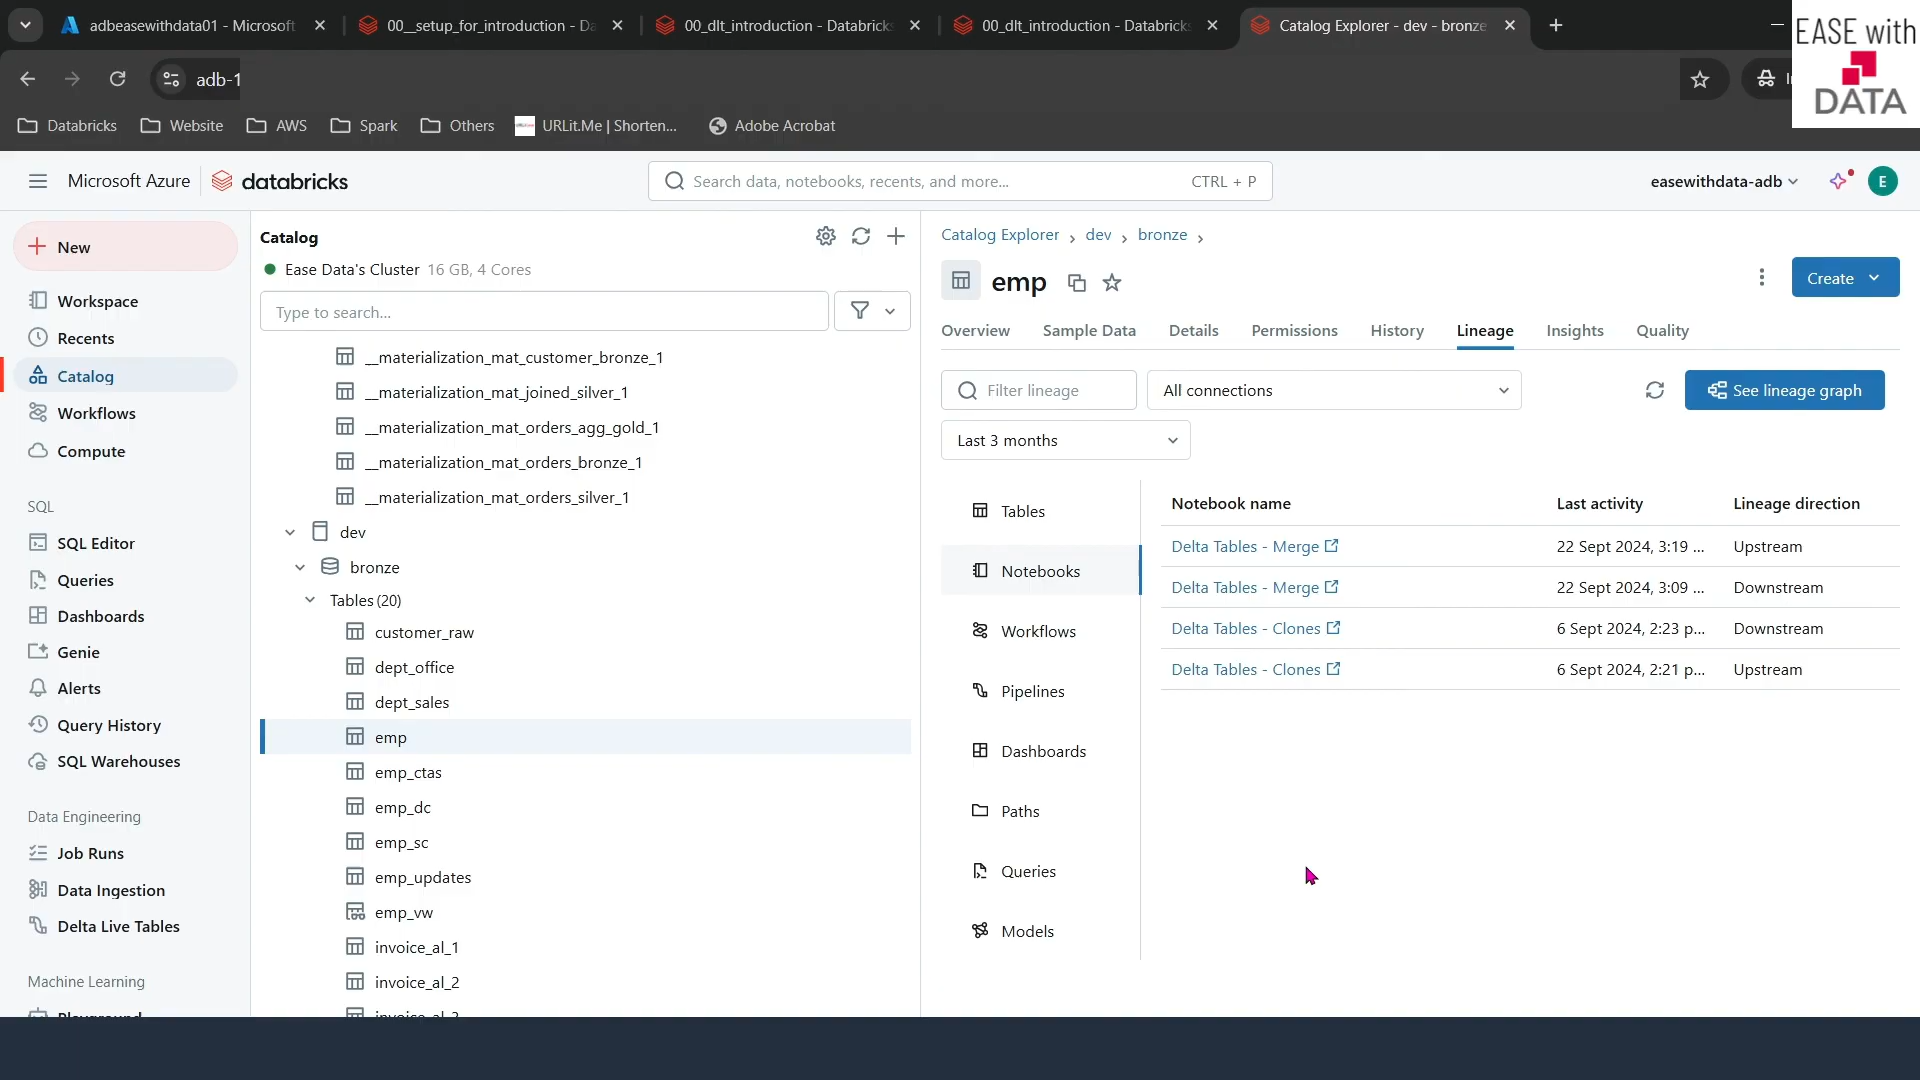 adbeasewithdata01 - Microsoft
00__setup_for_introduction - Da
00_dlt_introduction - Databricks
00_dlt_introduction - Databricks
Catalog Explorer - dev - bronze
EASE with
DATA
adb-1
Databricks
Website
AWS
Spark
Others
URLit.Me | Shorten...
Adobe Acrobat
Microsoft Azure
databricks
Search data, notebooks, recents, and more...
CTRL + P
easewithdata-adb
E
New
Workspace
Recents
Catalog
Workflows
Compute
SQL
SQL Editor
Queries
Dashboards
Genie
Alerts
Query History
SQL Warehouses
Data Engineering
Job Runs
Data Ingestion
Delta Live Tables
Machine Learning
Playground
Catalog
Ease Data's Cluster 16 GB, 4 Cores
Type to search...
__materialization_mat_customer_bronze_1
__materialization_mat_joined_silver_1
__materialization_mat_orders_agg_gold_1
__materialization_mat_orders_bronze_1
__materialization_mat_orders_silver_1
dev
bronze
Tables (20)
customer_raw
dept_office
dept_sales
emp
emp_ctas
emp_dc
emp_sc
emp_updates
emp_vw
invoice_al_1
invoice_al_2
Catalog Explorer > dev > bronze >
emp
Create
Overview Sample Data Details Permissions History Lineage Insights Quality
Filter lineage
All connections
See lineage graph
Last 3 months
Tables
Notebooks
Workflows
Pipelines
Dashboards
Paths
Queries
Models
Notebook name Last activity Lineage direction
Delta Tables - Merge 22 Sept 2024, 3:19 ... Upstream
Delta Tables - Merge 22 Sept 2024, 3:09 ... Downstream
Delta Tables - Clones 6 Sept 2024, 2:23 p... Downstream
Delta Tables - Clones 6 Sept 2024, 2:21 p... Upstream